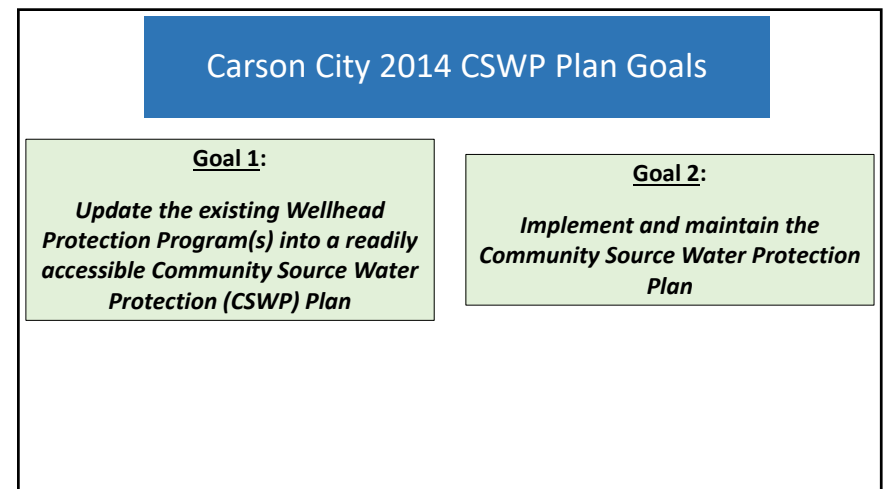 Carson City 2014 CSWP Plan Goals
Goal 1:
Update the existing Wellhead
Protection Program(s) into a readily
accessible Community Source Water
Protection (CSWP) Plan
Goal 2:
Implement and maintain the
Community Source Water Protection
Plan